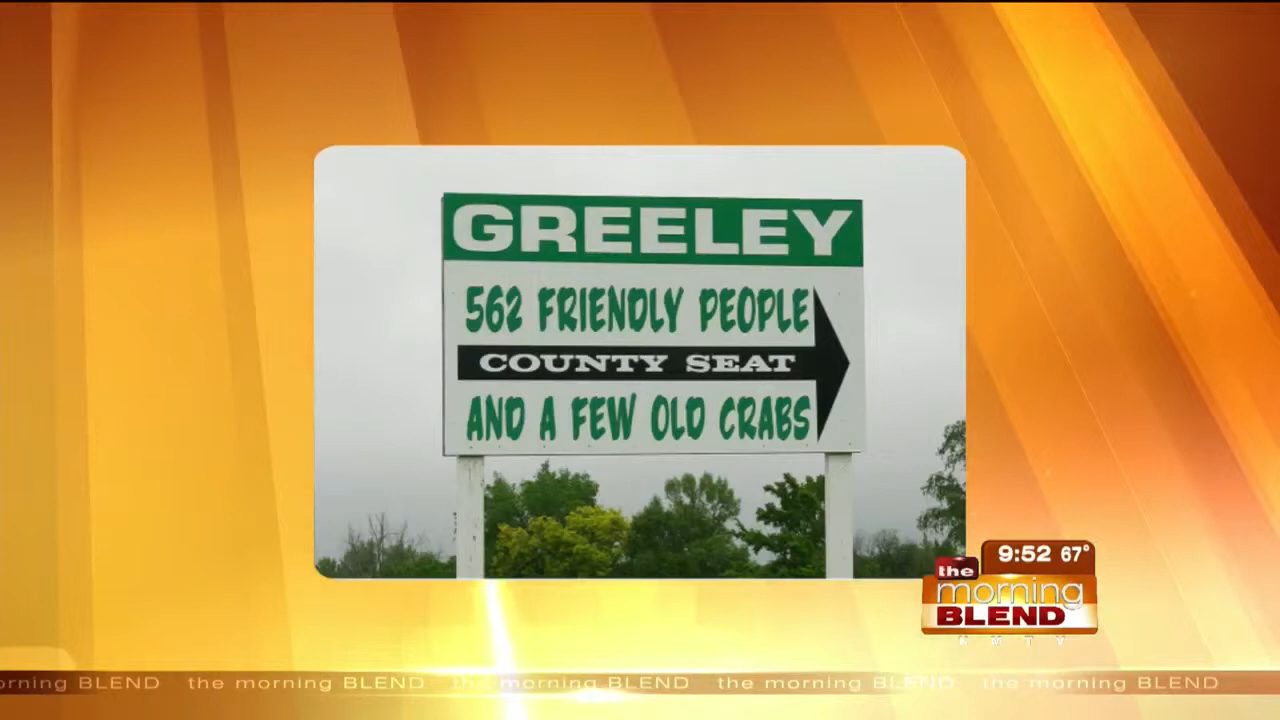 GREELEY
562 FRIENDLY PEOPLE
COUNTY SEAT
AND A FEW OLD CRABS
9:52 67°
the
morning
BLEND
KMTV
orning BLEND the morning BLEND the morning BLEND the morning BLEND the morning BLEND